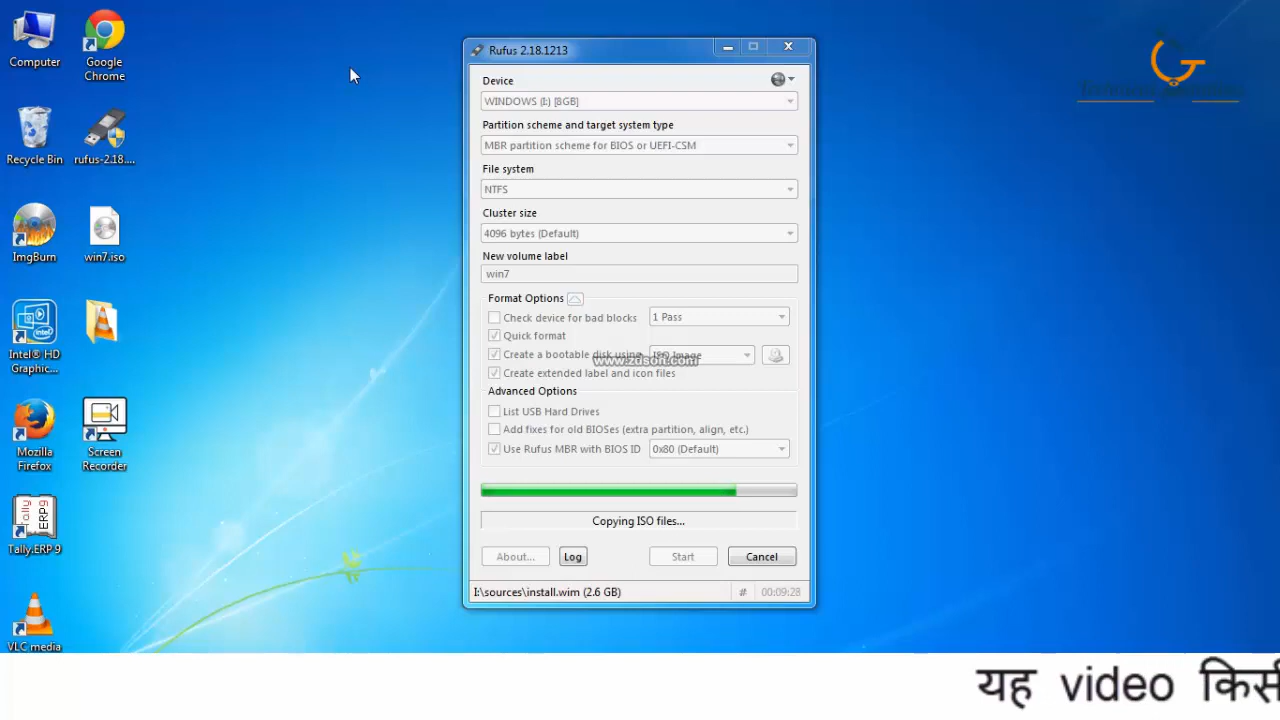 Computer
Google
Chrome
Recycle Bin
rufus-2.18....
ImgBurn
win7.iso
Intel® HD
Graphic...
Mozilla
Firefox
Screen
Recorder
Tally
ERP9
Tally.ERP 9
VLC media
Rufus 2.18.1213
Device
WINDOWS (I:) [8GB]
Partition scheme and target system type
MBR partition scheme for BIOS or UEFI-CSM
File system
NTFS
Cluster size
4096 bytes (Default)
New volume label
win7
Format Options
Check device for bad blocks 1 Pass
Quick format
Create a bootable disk using ISO Image
www.zdsoft.com
Create extended label and icon files
Advanced Options
List USB Hard Drives
Add fixes for old BIOSes (extra partition, align, etc.)
Use Rufus MBR with BIOS ID 0x80 (Default)
Copying ISO files...
About... Log Start Cancel
I:\sources\install.wim (2.6 GB) # 00:09:28
यह video किसी